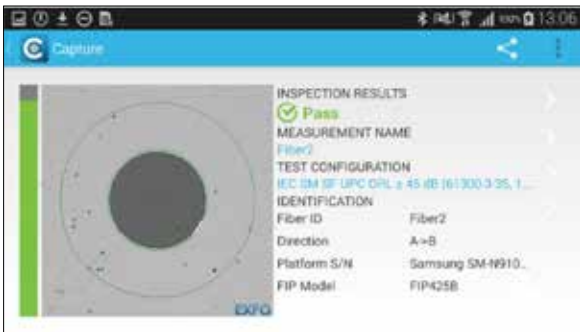 100% 13:06
Capture
INSPECTION RESULTS
Pass
MEASUREMENT NAME
Fiber2
TEST CONFIGURATION
IEC SM SF UPC ORL ≥ 45 dB (61300-3-35, 1...
IDENTIFICATION
Fiber ID Fiber2
Direction A->B
Platform S/N Samsung SM-N910...
FIP Model FIP425B
EXFO